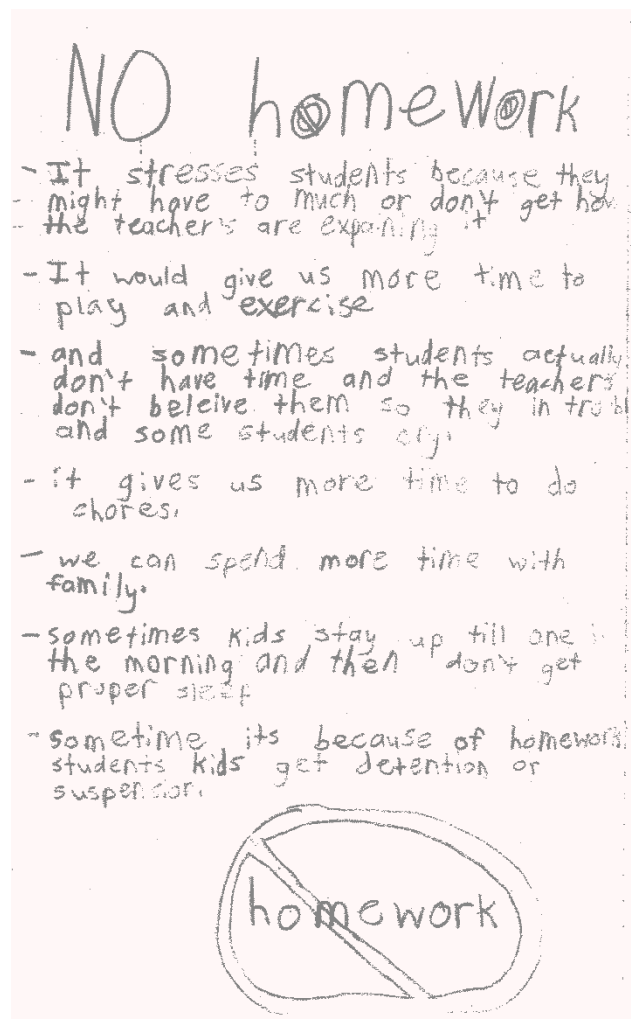 NO homework
- It stresses students because they
might have to much or don't get how
the teacher's are expaining it
- It would give us more time to
play and exercise
- and sometimes students actually
don't have time and the teachers
don't beleive them so they in troubl
and some students cry.
- it gives us more time to do
chores.
- we can spend more time with
family.
- sometimes kids stay up till one in
the morning and then don't get
proper sleep
- sometime its because of homework
students kids get detention or
suspension.
homework